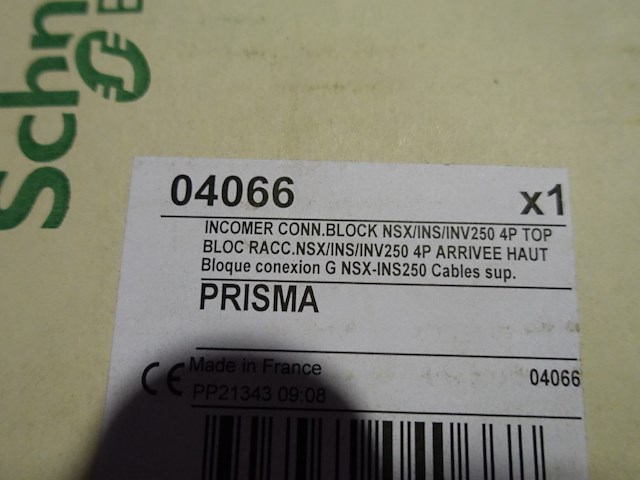 Schn
E
04066 x1
INCOMER CONN.BLOCK NSX/INS/INV250 4P TOP
BLOC RACC.NSX/INS/INV250 4P ARRIVEE HAUT
Bloque conexion G NSX-INS250 Cables sup.
PRISMA
CE Made in France 04066
PP21343 09:08